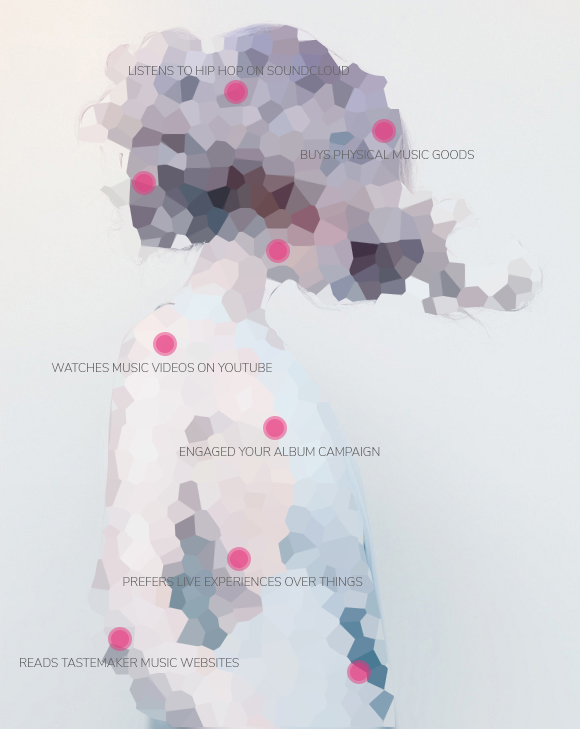 LISTENS TO HIP HOP ON SOUNDCLOUD
BUYS PHYSICAL MUSIC GOODS
WATCHES MUSIC VIDEOS ON YOUTUBE
ENGAGED YOUR ALBUM CAMPAIGN
PREFERS LIVE EXPERIENCES OVER THINGS
READS TASTEMAKER MUSIC WEBSITES